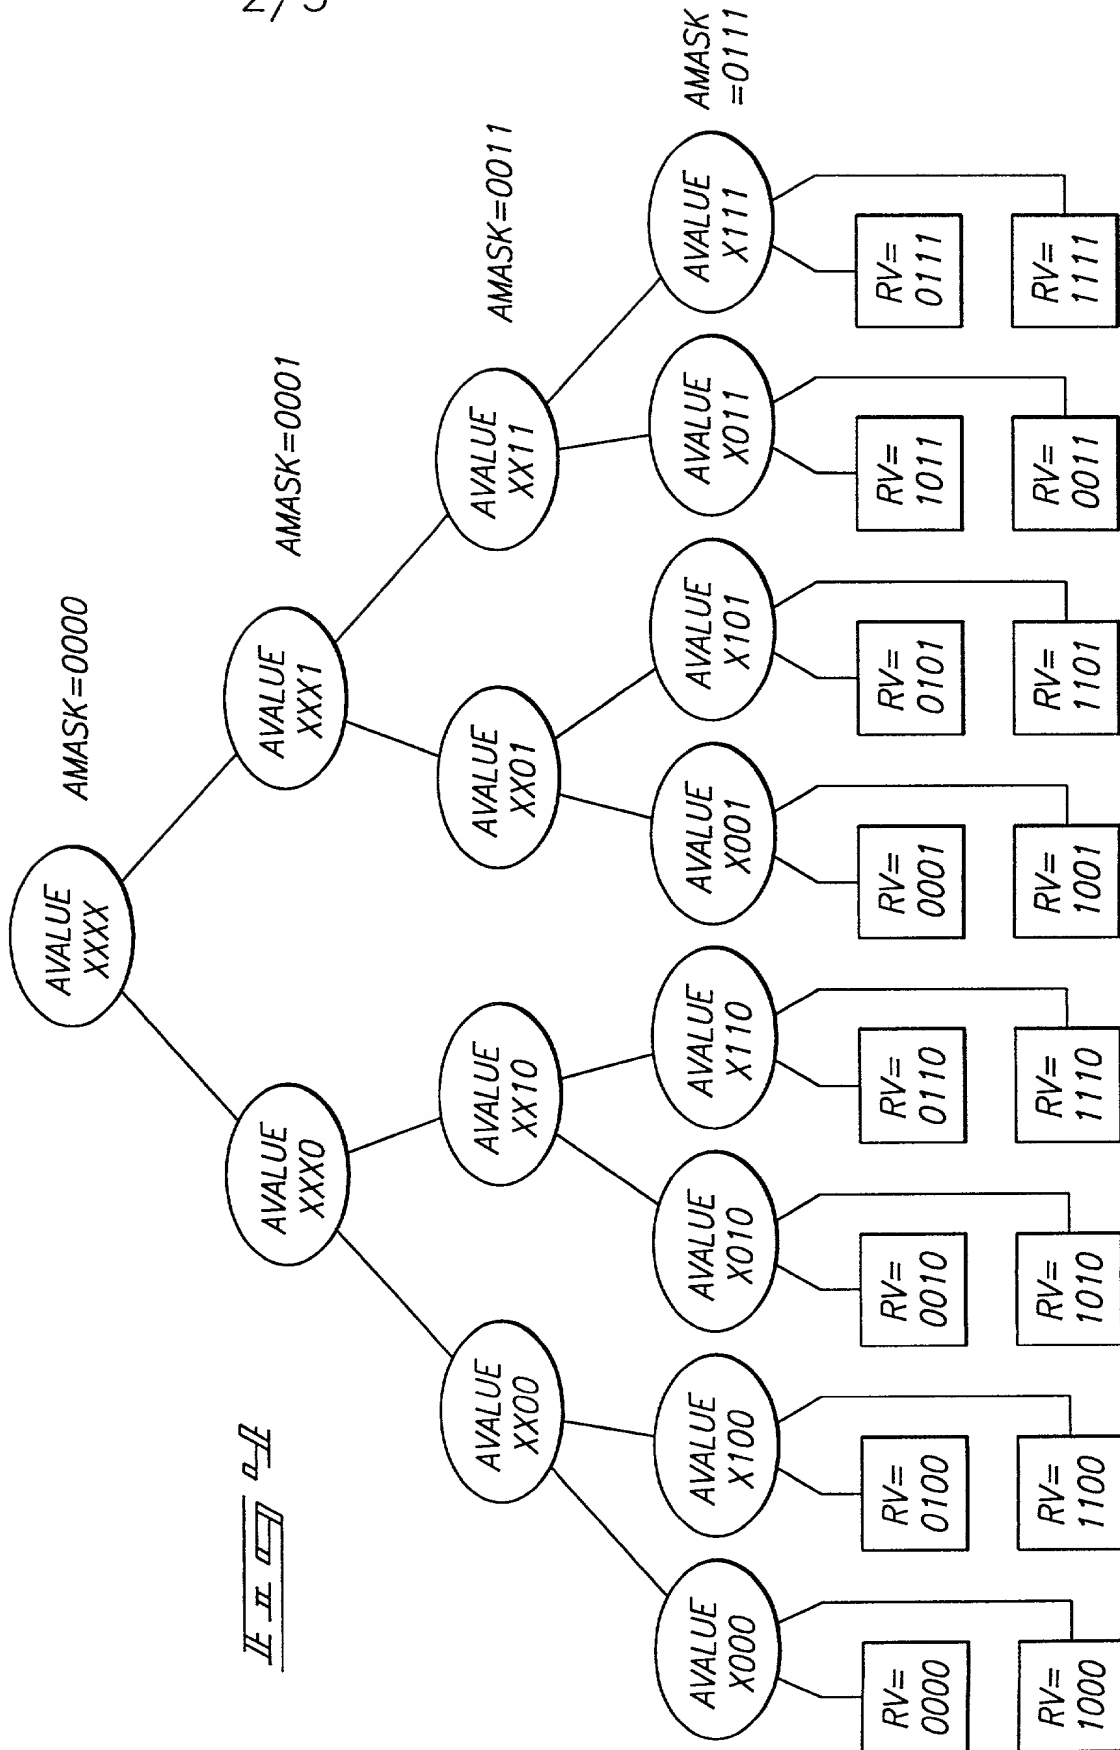 2/5
AMASK=0000
AVALUE
XXXX
AMASK=0001
AVALUE
XXX0
AVALUE
XXX1
AMASK=0011
AVALUE
XX00
AVALUE
XX10
AVALUE
XX01
AVALUE
XX11
AMASK
=0111
AVALUE
X000
AVALUE
X100
AVALUE
X010
AVALUE
X110
AVALUE
X001
AVALUE
X101
AVALUE
X011
AVALUE
X111
RV=
0000
RV=
0100
RV=
0010
RV=
0110
RV=
0001
RV=
0101
RV=
1011
RV=
0111
RV=
1000
RV=
1100
RV=
1010
RV=
1110
RV=
1001
RV=
1101
RV=
0011
RV=
1111
FIG 4